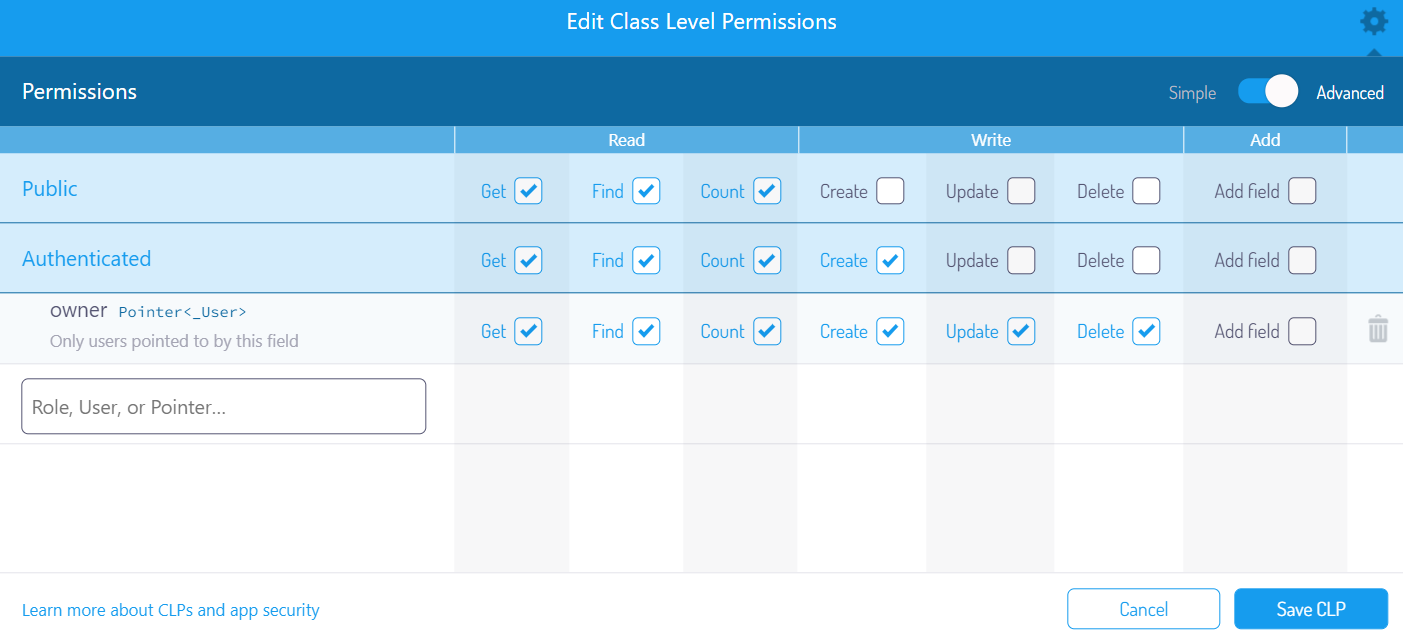 Edit Class Level Permissions
Permissions
Simple Advanced
Read Write Add
Public Get Find Count Create Update Delete Add field
Authenticated Get Find Count Create Update Delete Add field
owner Pointer<_User>
Only users pointed to by this field
Get Find Count Create Update Delete Add field
Role, User, or Pointer...
Learn more about CLPs and app security
Cancel Save CLP